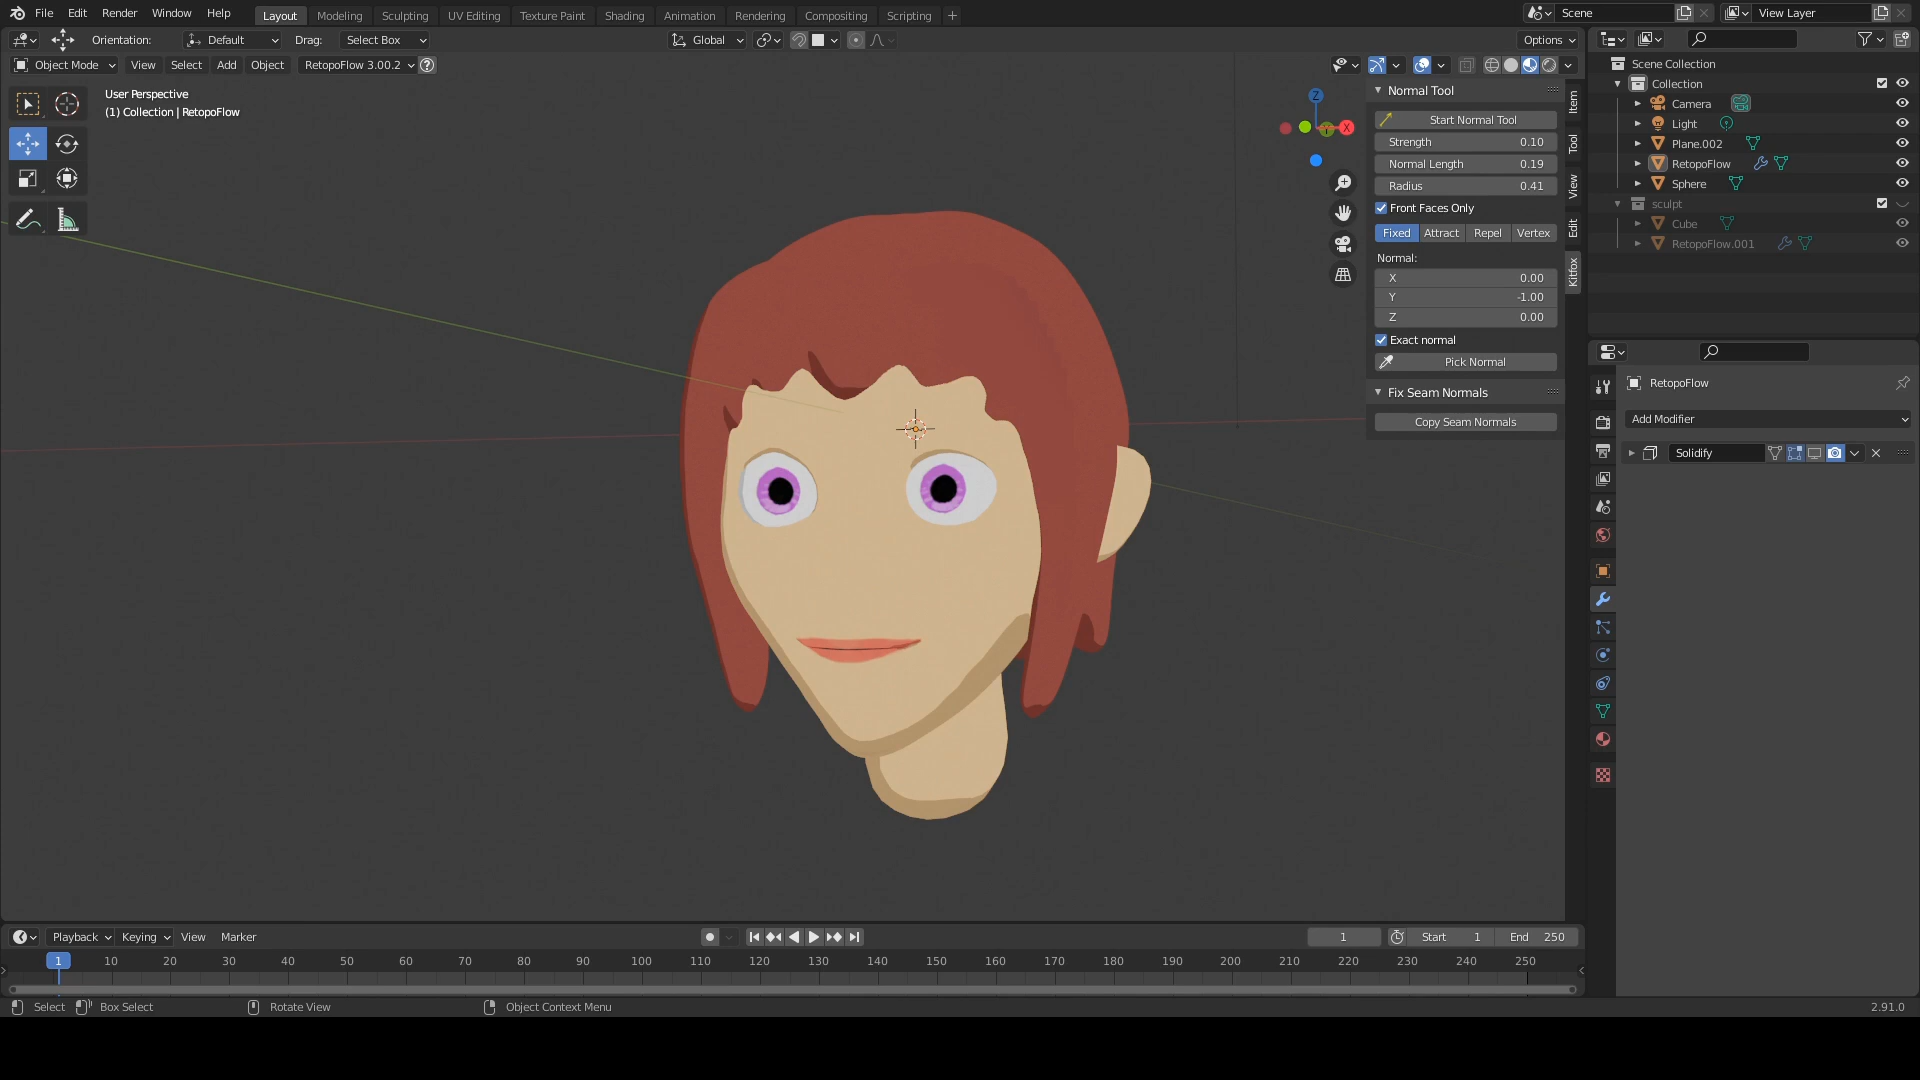 File Edit Render Window Help
Layout Modeling Sculpting UV Editing Texture Paint Shading Animation Rendering Compositing Scripting +
Scene
View Layer
Orientation: Default Drag: Select Box
Global
Options
Object Mode View Select Add Object RetopoFlow 3.00.2
User Perspective
(1) Collection | RetopoFlow
Z
Y
X
Normal Tool
Start Normal Tool
Strength 0.10
Normal Length 0.19
Radius 0.41
Front Faces Only
Fixed Attract Repel Vertex
Normal:
X 0.00
Y -1.00
Z 0.00
Exact normal
Pick Normal
Fix Seam Normals
Copy Seam Normals
Item
Tool
View
Edit
Kitfox
Scene Collection
Collection
Camera
Light
Plane.002
RetopoFlow
Sphere
sculpt
Cube
RetopoFlow.001
RetopoFlow
Add Modifier
Solidify
Playback Keying View Marker
1
Start 1 End 250
1 10 20 30 40 50 60 70 80 90 100 110 120 130 140 150 160 170 180 190 200 210 220 230 240 250
Select Box Select Rotate View Object Context Menu
2.91.0